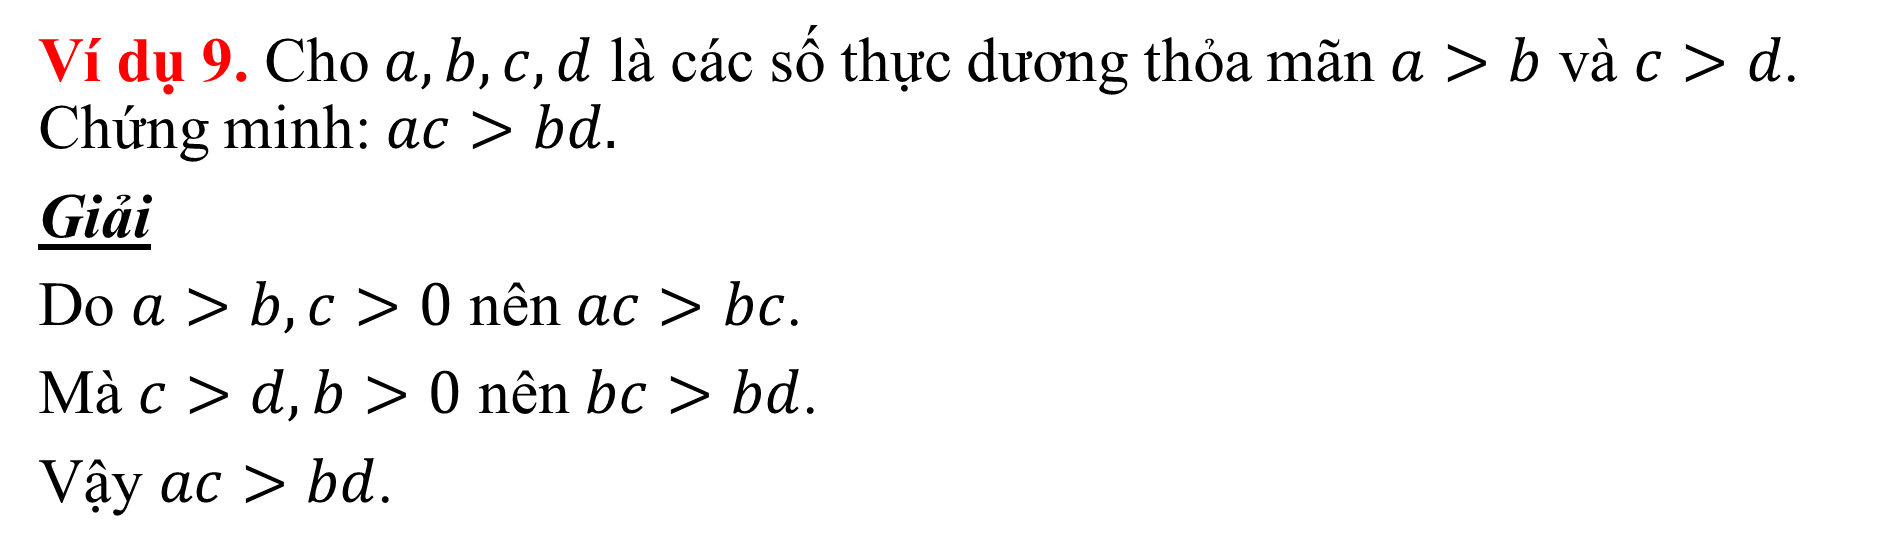 Ví dụ 9. Cho a, b, c, d là các số thực dương thỏa mãn a > b và c > d.
Chứng minh: ac > bd.
Giải
Do a > b, c > 0 nên ac > bc.
Mà c > d, b > 0 nên bc > bd.
Vậy ac > bd.